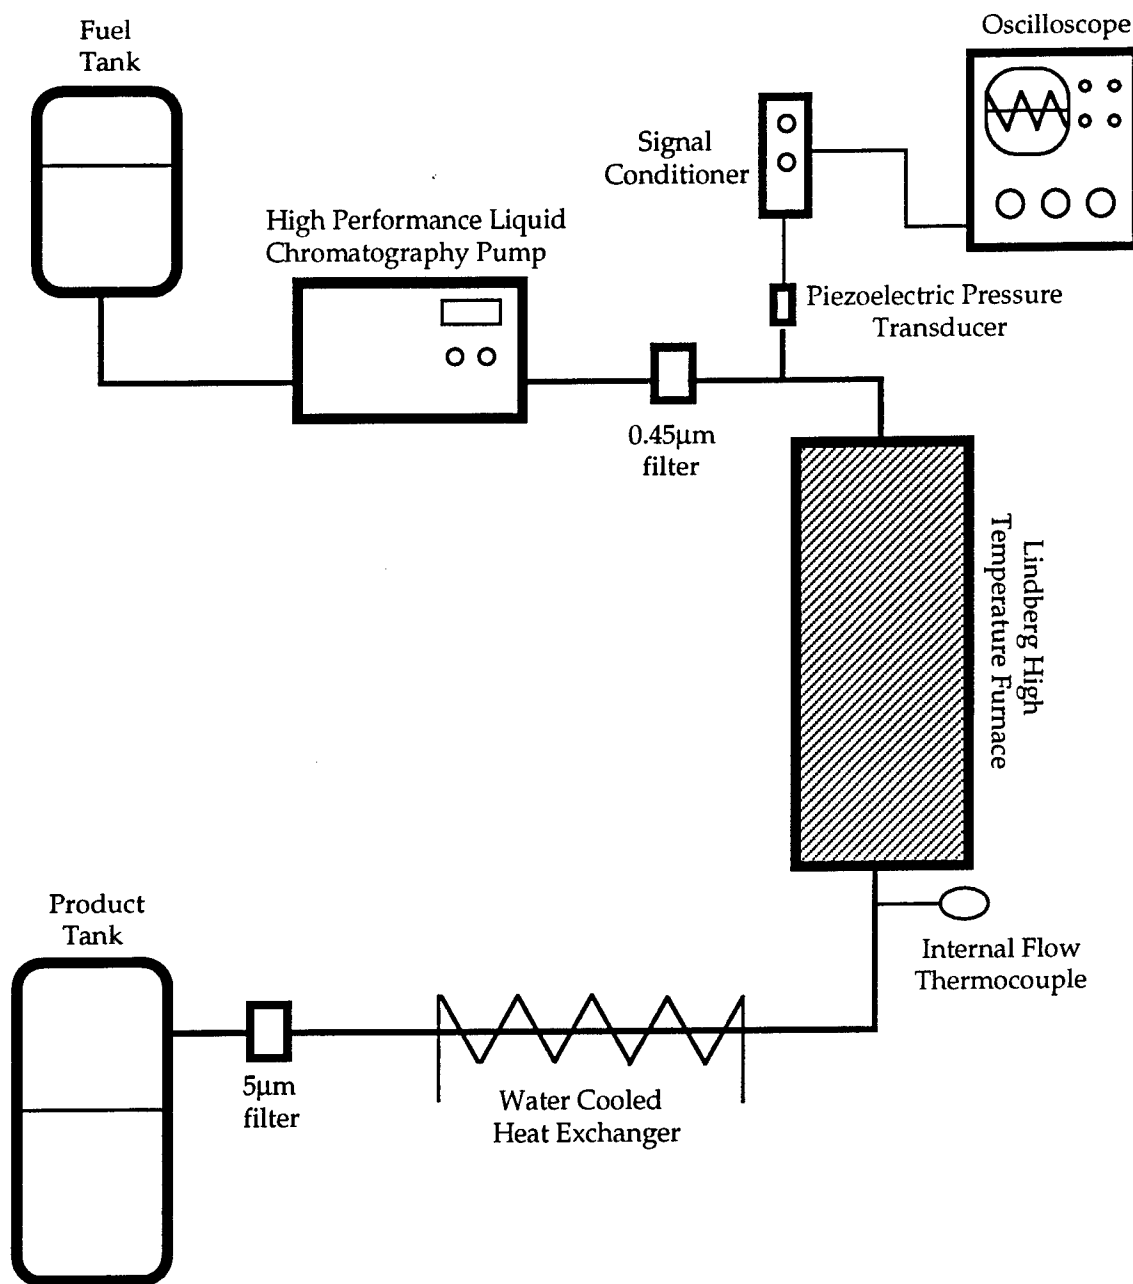 Fuel
Tank
Oscilloscope
Signal
Conditioner
High Performance Liquid
Chromatography Pump
Piezoelectric Pressure
Transducer
0.45µm
filter
Lindberg High
Temperature Furnace
Product
Tank
Internal Flow
Thermocouple
5µm
filter
Water Cooled
Heat Exchanger